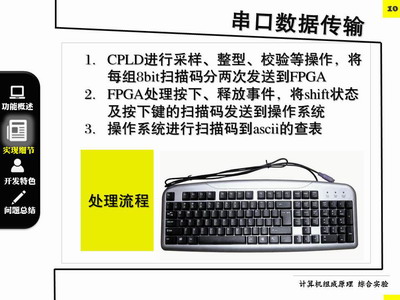 10
串口数据传输
1. CPLD进行采样、整型、校验等操作，将
每组8bit扫描码分两次发送到FPGA
2. FPGA处理按下、释放事件，将shift状态
及按下键的扫描码发送到操作系统
3. 操作系统进行扫描码到ascii的查表
功能概述
实现细节
开发特色
问题总结
处理流程
计算机组成原理 综合实验